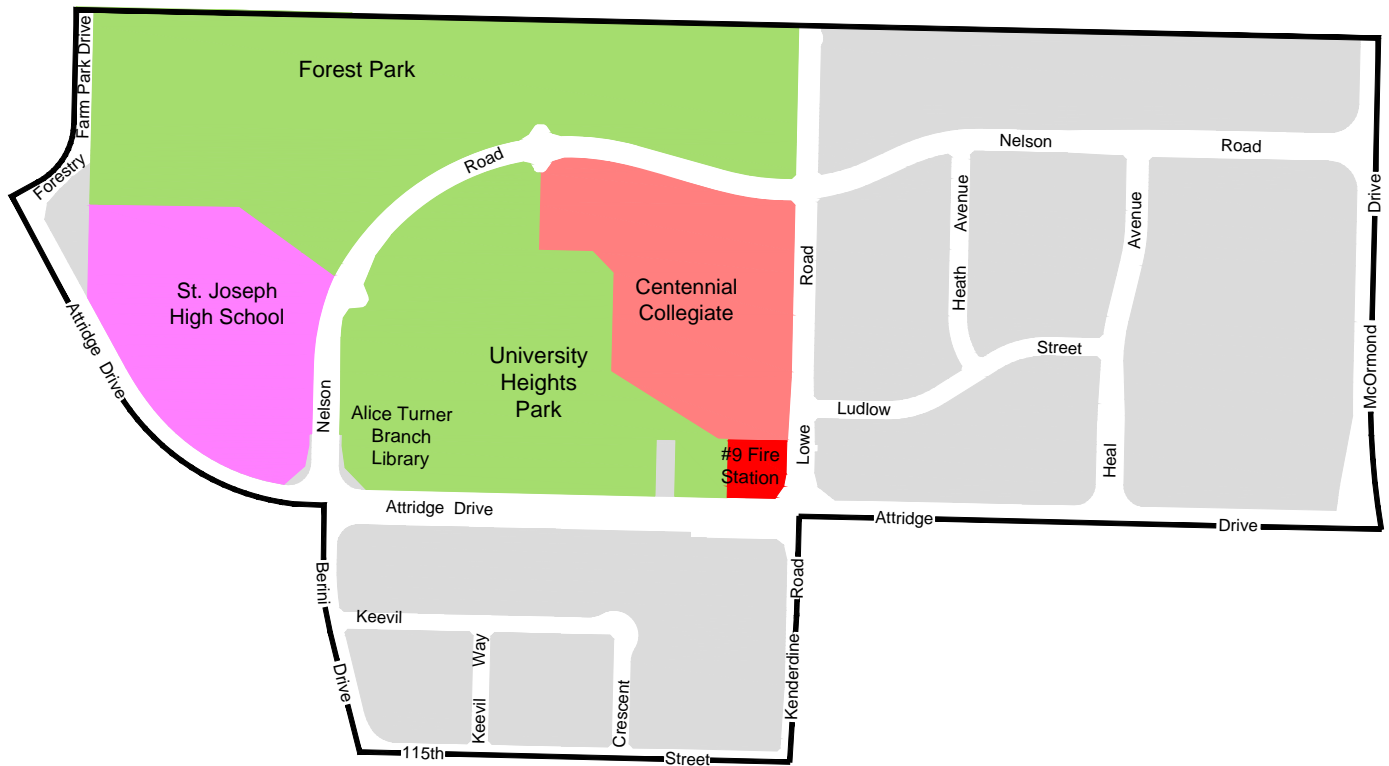 Farm Park Drive
Forest Park
Nelson
Road
Road
Forestry
Drive
Avenue
Avenue
Heath
Road
St. Joseph
High School
Centennial
Collegiate
Attridge Drive
University
Heights
Park
Street
McOrmond
Nelson
Alice Turner
Branch
Library
Ludlow
Lowe
#9 Fire
Station
Heal
Attridge Drive
Attridge
Drive
Berini
Road
Keevil
Way
Kenderdine
Drive
Keevil
Crescent
115th
Street